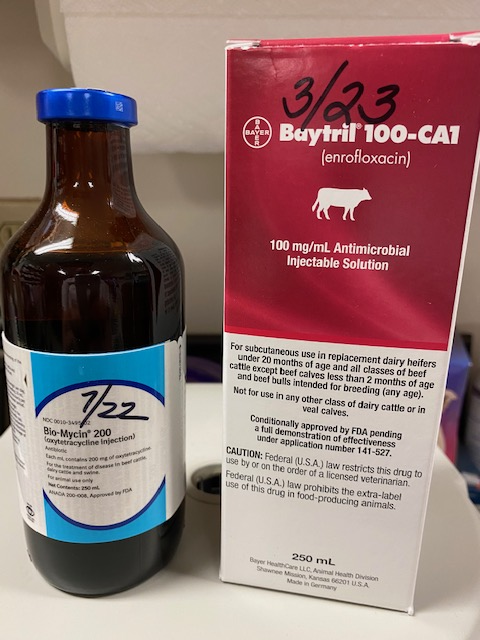 7/22
NDC 0010-3495-02
Bio-Mycin® 200
(oxytetracycline injection)
Antibiotic
Each mL contains 200 mg of oxytetracycline.
For the treatment of disease in beef cattle,
dairy cattle and swine.
For animal use only
Net Contents: 250 mL
ANADA 200-008, Approved by FDA
3/23
BAYER
BAYER
Baytril® 100-CA1
(enrofloxacin)
100 mg/mL Antimicrobial
Injectable Solution
For subcutaneous use in replacement dairy heifers
under 20 months of age and all classes of beef
cattle except beef calves less than 2 months of age
and beef bulls intended for breeding (any age).
Not for use in any other class of dairy cattle or in
veal calves.
Conditionally approved by FDA pending
a full demonstration of effectiveness
under application number 141-527.
CAUTION: Federal (U.S.A.) law restricts this drug to
use by or on the order of a licensed veterinarian.
Federal (U.S.A.) law prohibits the extra-label
use of this drug in food-producing animals.
250 mL
Bayer HealthCare LLC, Animal Health Division
Shawnee Mission, Kansas 66201 U.S.A.
Made in Germany